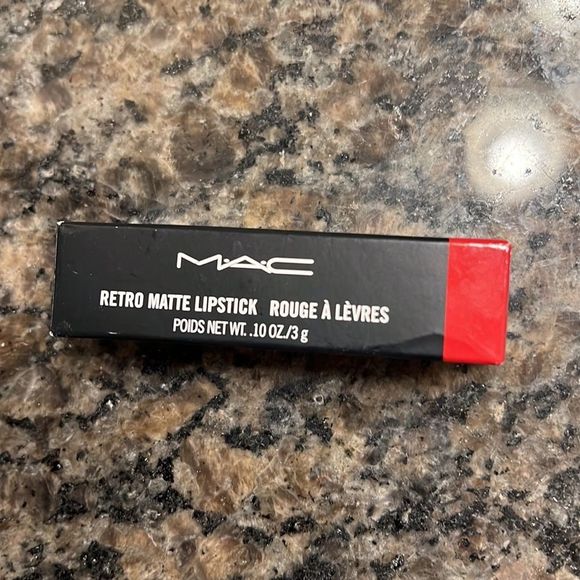 M·A·C
RETRO MATTE LIPSTICK ROUGE À LÈVRES
POIDS NET WT. .10 OZ./3 g